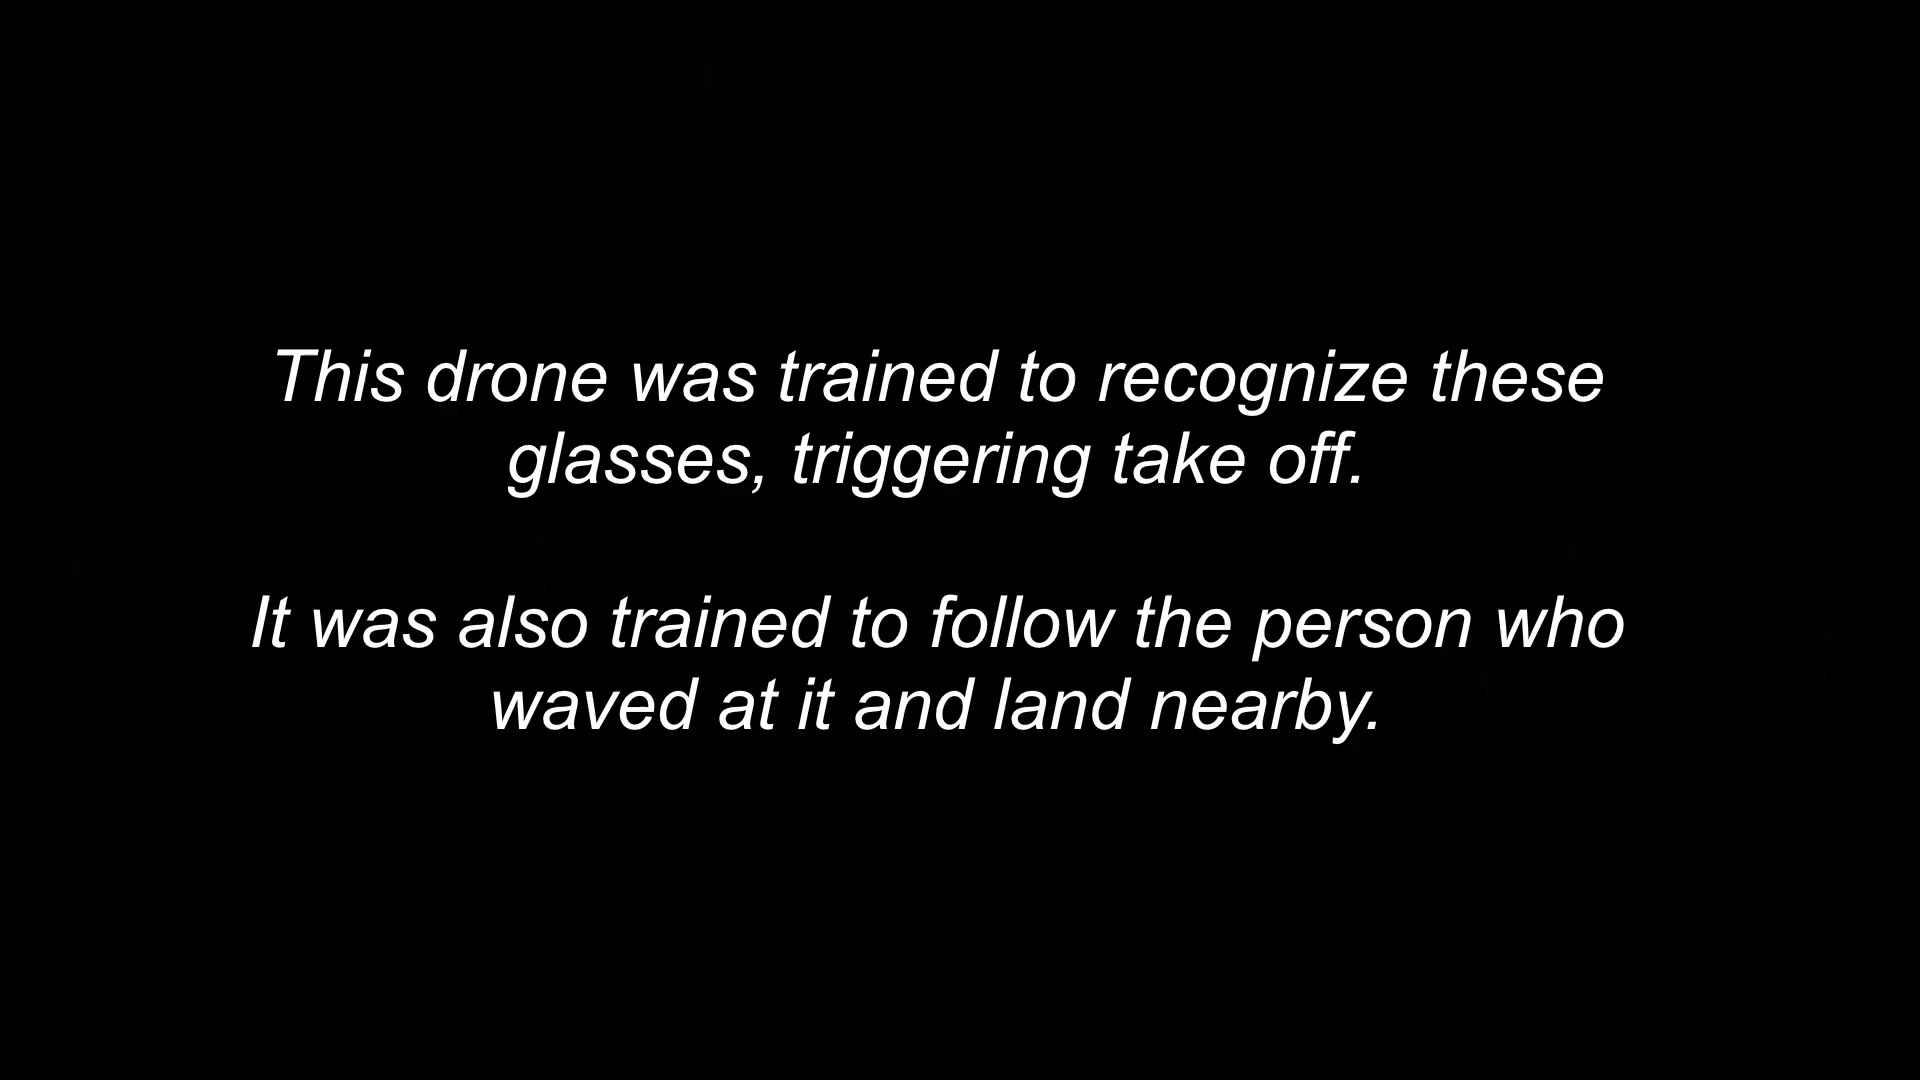 This drone was trained to recognize these
glasses, triggering take off.
It was also trained to follow the person who
waved at it and land nearby.